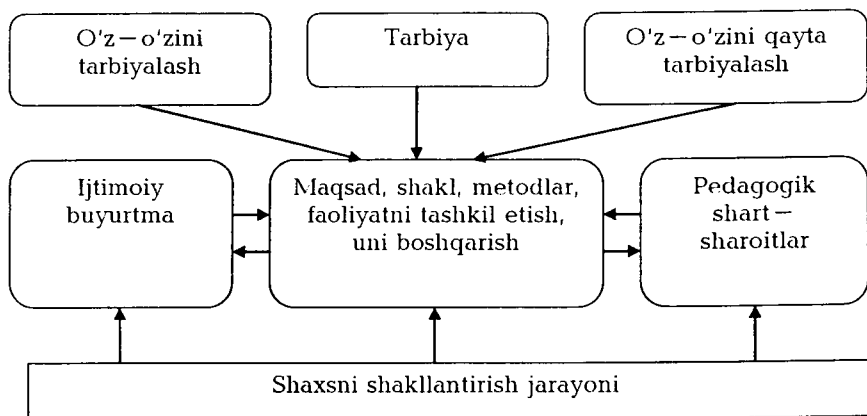 O‘z–o‘zini
tarbiyalash
Tarbiya
O‘z–o‘zini qayta
tarbiyalash
Ijtimoiy
buyurtma
Maqsad, shakl, metodlar,
faoliyatni tashkil etish,
uni boshqarish
Pedagogik
shart–
sharoitlar
Shaxsni shakllantirish jarayoni